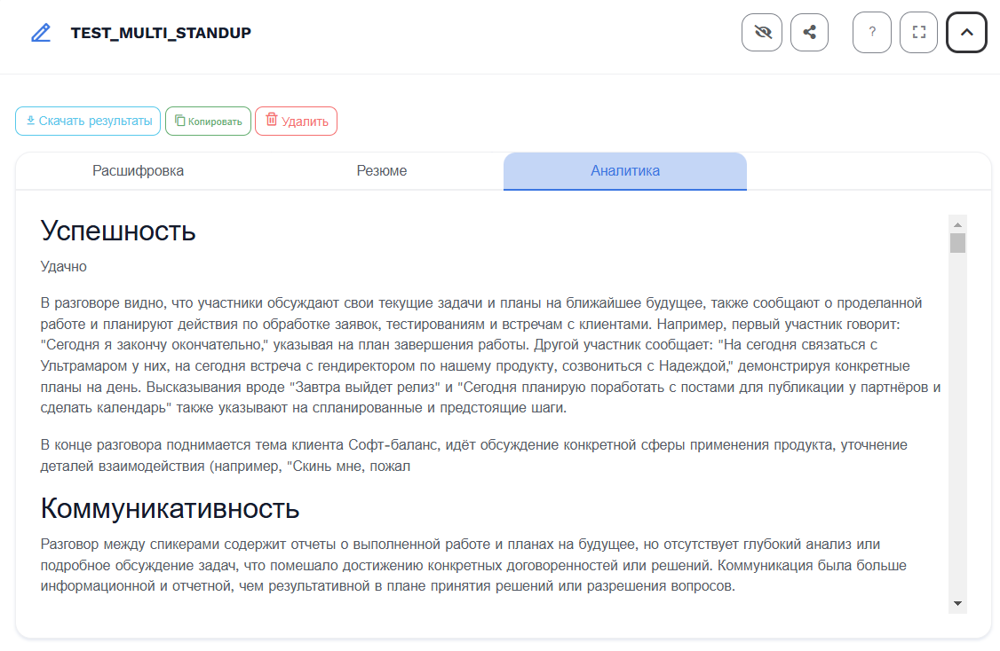 TEST_MULTI_STANDUP
?
Скачать результаты
Копировать
Удалить
Расшифровка
Резюме
Аналитика
Успешность
Удачно
В разговоре видно, что участники обсуждают свои текущие задачи и планы на ближайшее будущее, также сообщают о проделанной
работе и планируют действия по обработке заявок, тестированиям и встречам с клиентами. Например, первый участник говорит:
"Сегодня я закончу окончательно," указывая на план завершения работы. Другой участник сообщает: "На сегодня связаться с
Ультрамаром у них, на сегодня встреча с гендиректором по нашему продукту, созвониться с Надеждой," демонстрируя конкретные
планы на день. Высказывания вроде "Завтра выйдет релиз" и "Сегодня планирую поработать с постами для публикации у партнёров и
сделать календарь" также указывают на спланированные и предстоящие шаги.
В конце разговора поднимается тема клиента Софт-баланс, идёт обсуждение конкретной сферы применения продукта, уточнение
деталей взаимодействия (например, "Скинь мне, пожал
Коммуникативность
Разговор между спикерами содержит отчеты о выполненной работе и планах на будущее, но отсутствует глубокий анализ или
подробное обсуждение задач, что помешало достижению конкретных договоренностей или решений. Коммуникация была больше
информационной и отчетной, чем результативной в плане принятия решений или разрешения вопросов.